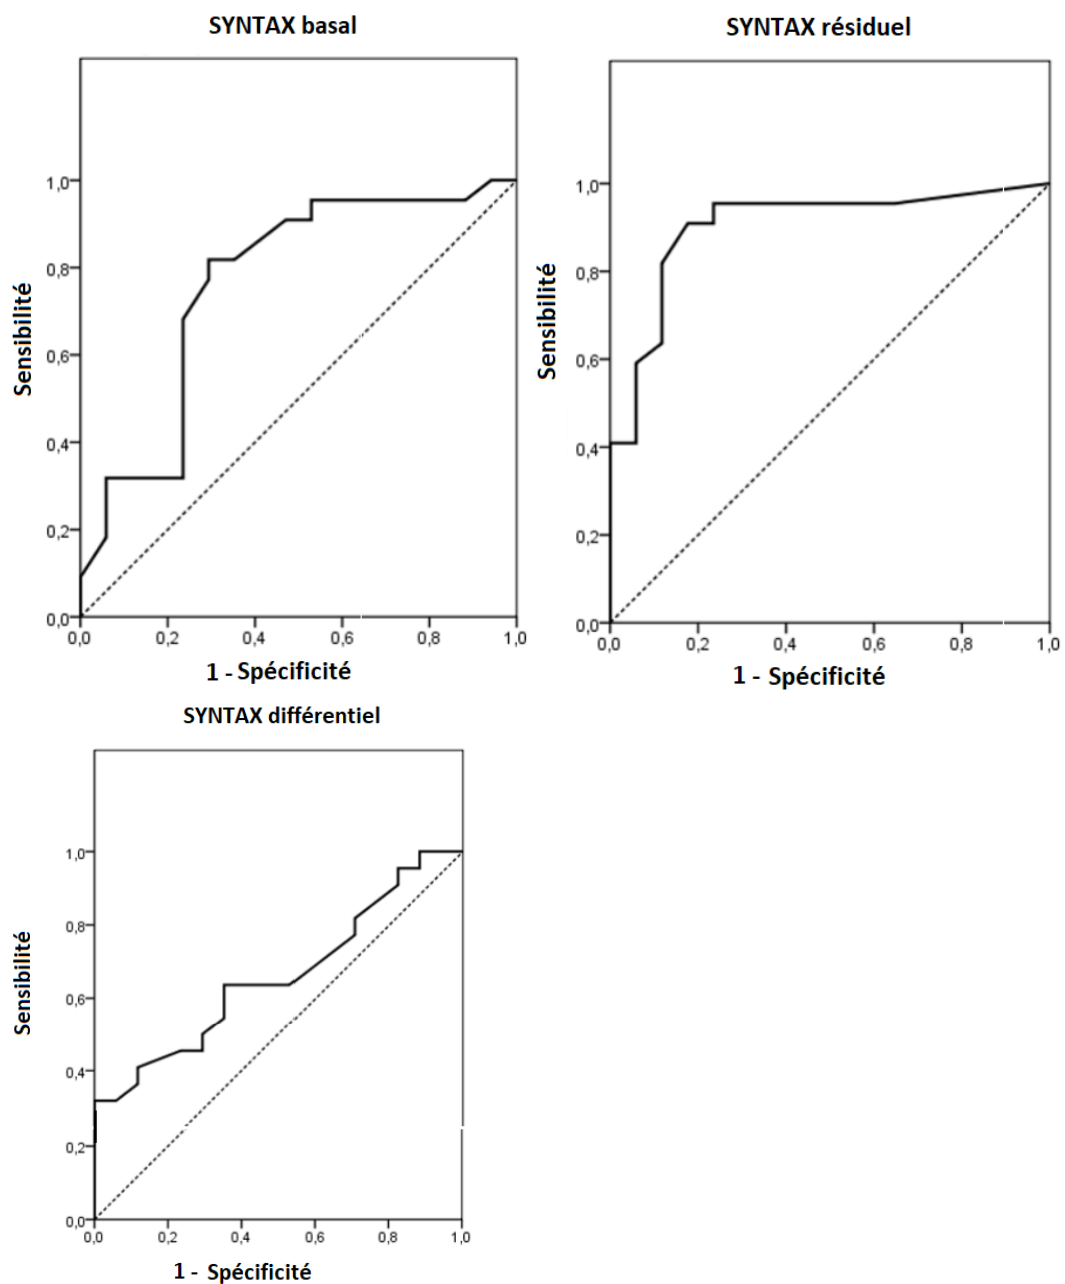 SYNTAX basal
1,0
0,8
0,6
0,4
0,2
0,0
Sensibilité
0,0 0,2 0,4 0,6 0,8 1,0
1 - Spécificité
SYNTAX résiduel
1,0
0,8
0,6
0,4
0,2
0,0
Sensibilité
0,0 0,2 0,4 0,6 0,8 1,0
1 - Spécificité
SYNTAX différentiel
1,0
0,8
0,6
0,4
0,2
0,0
Sensibilité
0,0 0,2 0,4 0,6 0,8 1,0
1 - Spécificité